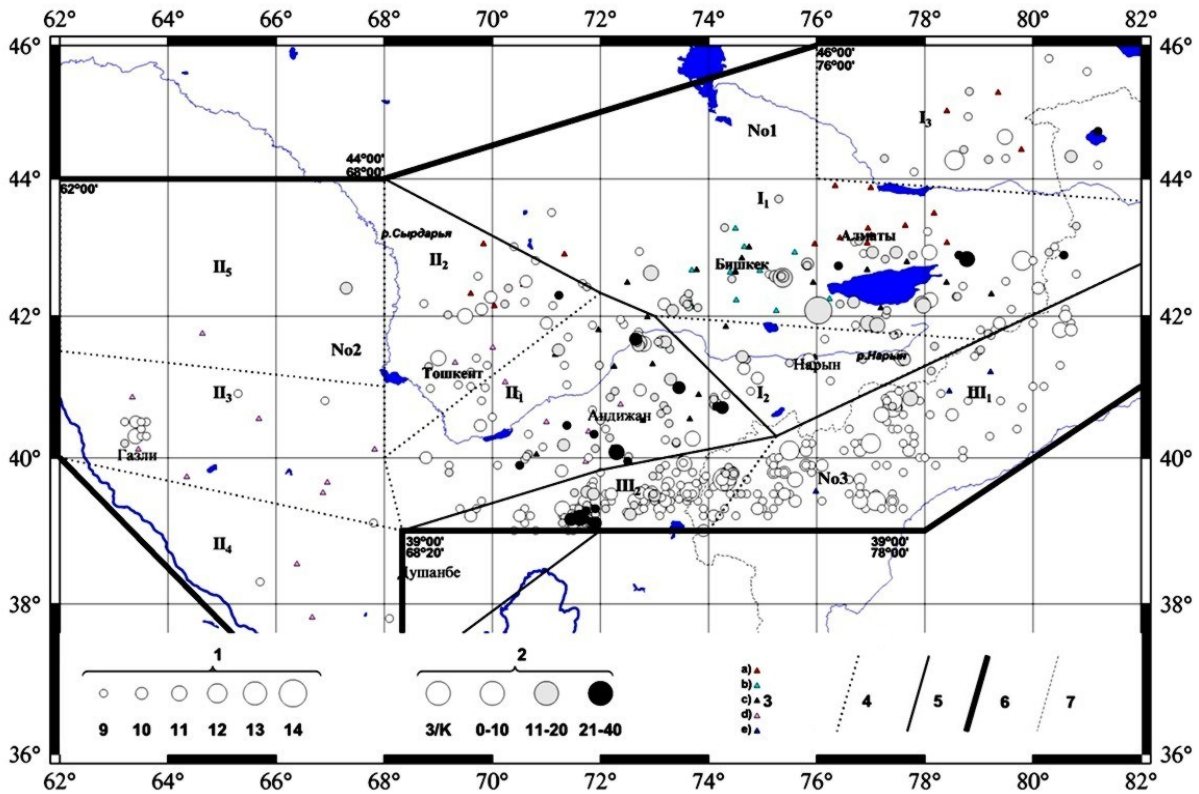 62° 64° 66° 68° 70° 72° 74° 76° 78° 80° 82°
46° 46°
46°00'
76°00'
No1
I₃
44°00'
68°00'
44° 44°
62°00'
I₁
р.Сырдарья
Алматы
II₅
II₂
Бишкек
42° 42°
No2
Тошкент
р.Нарын
Нарын
II₃
II₁
I₂
III₁
Андижан
Газли
40° 40°
III₂
No3
39°00'
68°20'
39°00'
78°00'
II₄
Душанбе
38° 38°
1
2
a)
b)
c) 3 4 5 6 7
d)
e)
9 10 11 12 13 14
3/K 0-10 11-20 21-40
36° 36°
62° 64° 66° 68° 70° 72° 74° 76° 78° 80° 82°